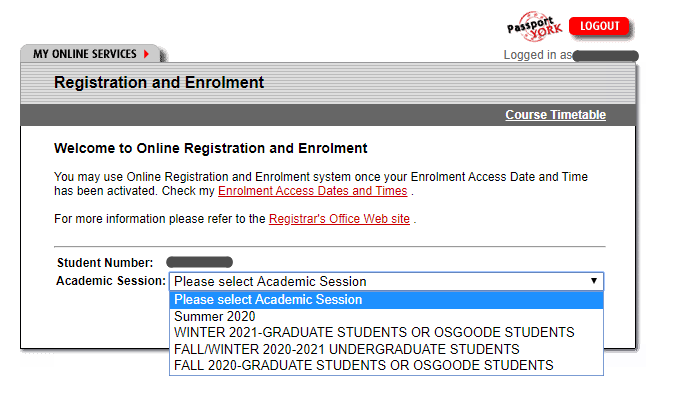 Passport YORK
LOGOUT
Logged in as
MY ONLINE SERVICES
Registration and Enrolment
Course Timetable
Welcome to Online Registration and Enrolment
You may use Online Registration and Enrolment system once your Enrolment Access Date and Time
has been activated. Check my Enrolment Access Dates and Times .
For more information please refer to the Registrar's Office Web site .
Student Number:
Academic Session: Please select Academic Session
Please select Academic Session
Summer 2020
WINTER 2021-GRADUATE STUDENTS OR OSGOODE STUDENTS
FALL/WINTER 2020-2021 UNDERGRADUATE STUDENTS
FALL 2020-GRADUATE STUDENTS OR OSGOODE STUDENTS